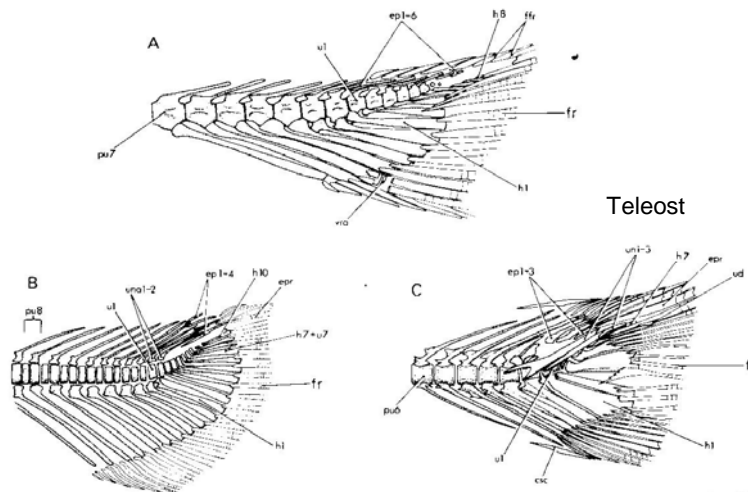 A
ep1-6
h8
ffr
u1
fr
pu7
h1
vra
Teleost
B
una1-2
ep1-4
h10
epr
u1
pu8
h7+u7
fr
h1
C
un1-3
ep1-3
h7
epr
ud
f
pu6
h1
u1
csc